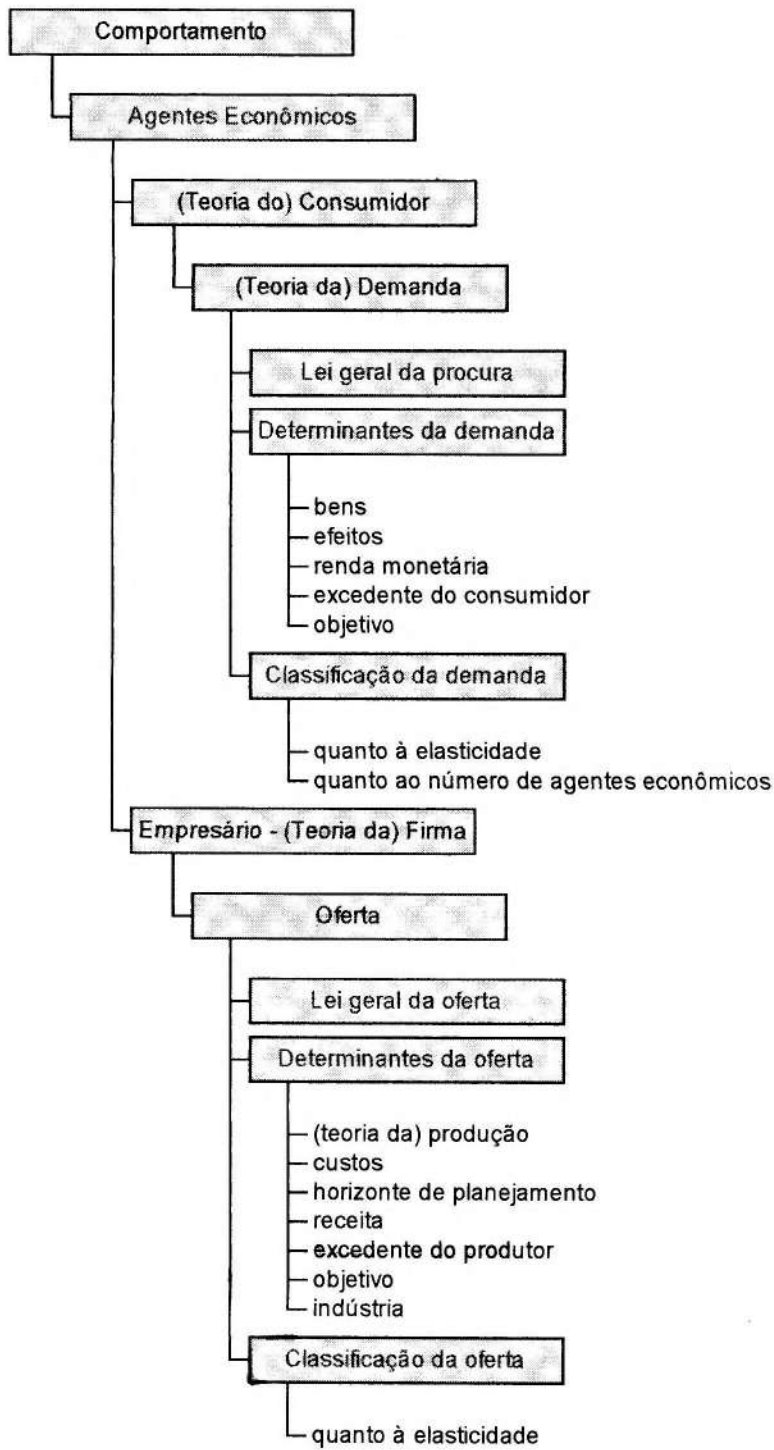 Comportamento
Agentes Econômicos
(Teoria do) Consumidor
(Teoria da) Demanda
Lei geral da procura
Determinantes da demanda
bens
efeitos
renda monetária
excedente do consumidor
objetivo
Classificação da demanda
quanto à elasticidade
quanto ao número de agentes econômicos
Empresário - (Teoria da) Firma
Oferta
Lei geral da oferta
Determinantes da oferta
(teoria da) produção
custos
horizonte de planejamento
receita
excedente do produtor
objetivo
indústria
Classificação da oferta
quanto à elasticidade